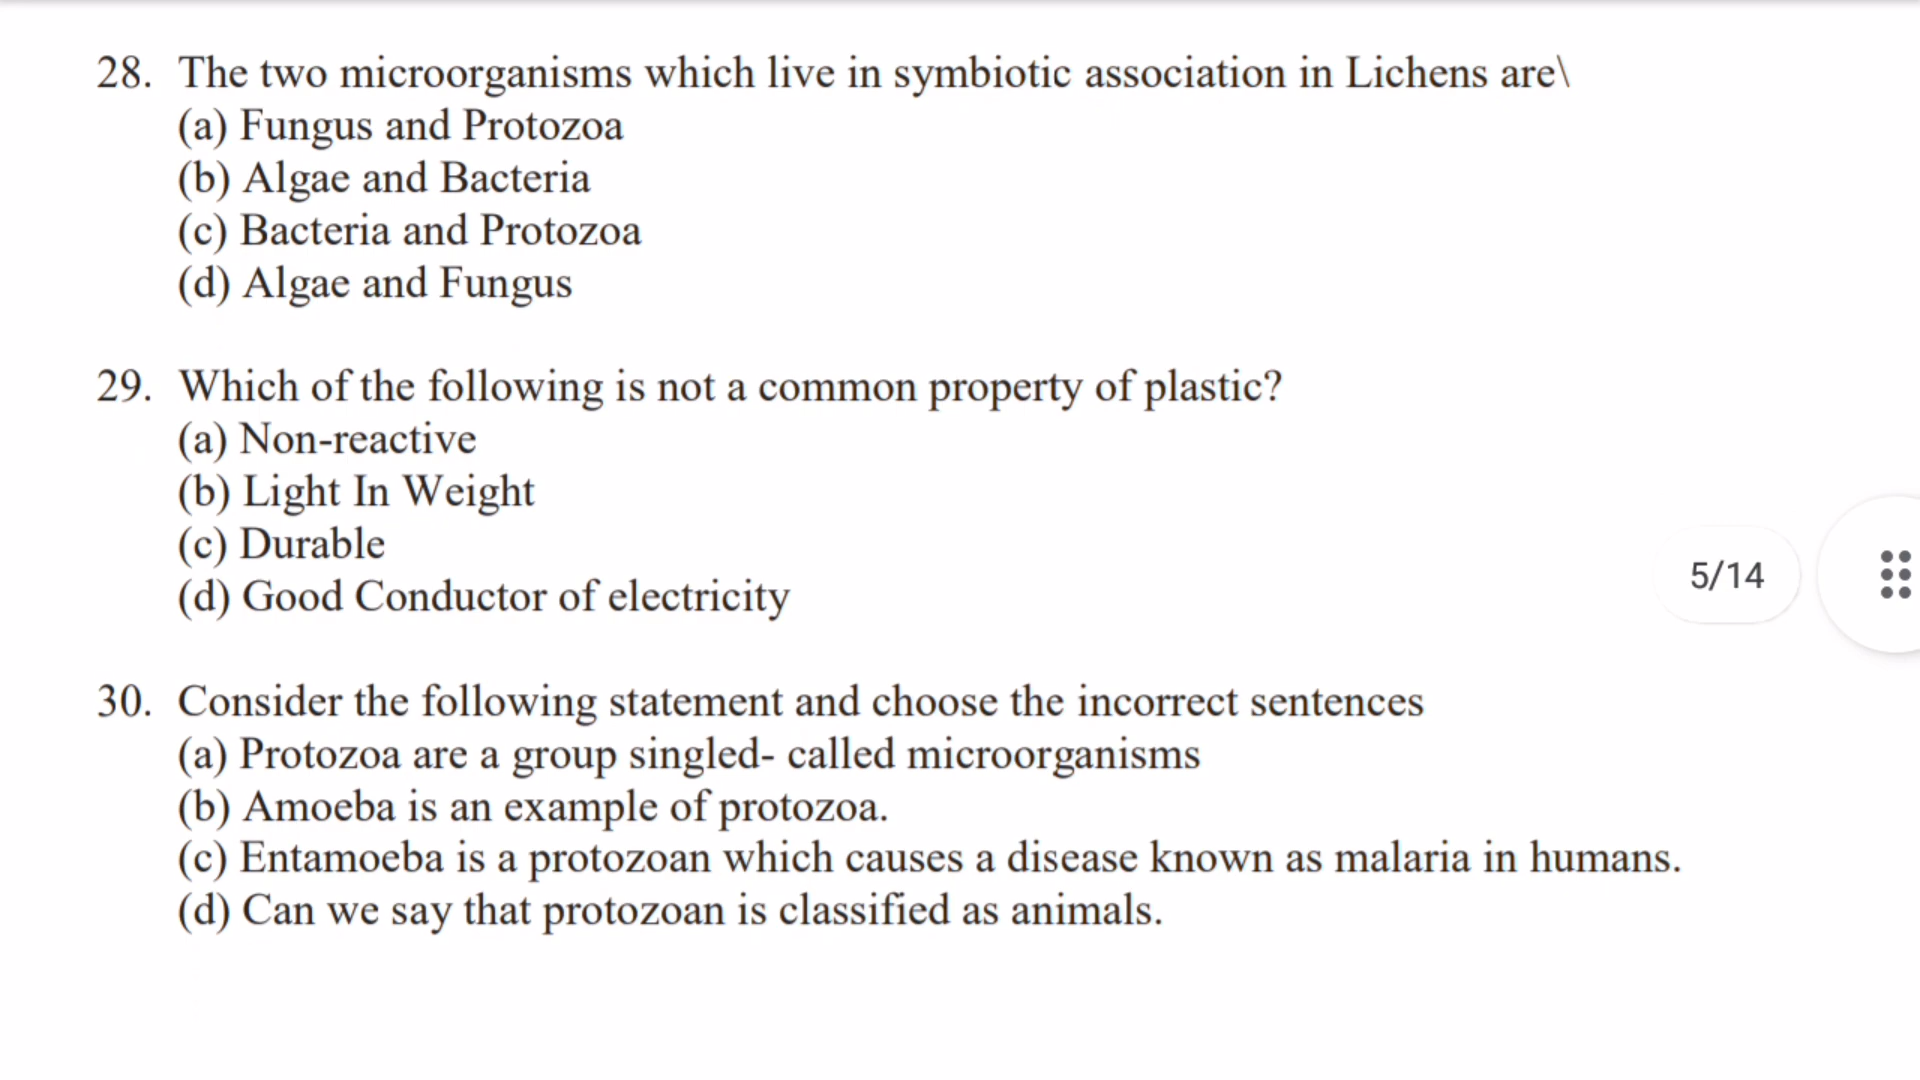 28. The two microorganisms which live in symbiotic association in Lichens are\
(a) Fungus and Protozoa
(b) Algae and Bacteria
(c) Bacteria and Protozoa
(d) Algae and Fungus
29. Which of the following is not a common property of plastic?
(a) Non-reactive
(b) Light In Weight
(c) Durable
(d) Good Conductor of electricity
5/14
30. Consider the following statement and choose the incorrect sentences
(a) Protozoa are a group singled- called microorganisms
(b) Amoeba is an example of protozoa.
(c) Entamoeba is a protozoan which causes a disease known as malaria in humans.
(d) Can we say that protozoan is classified as animals.